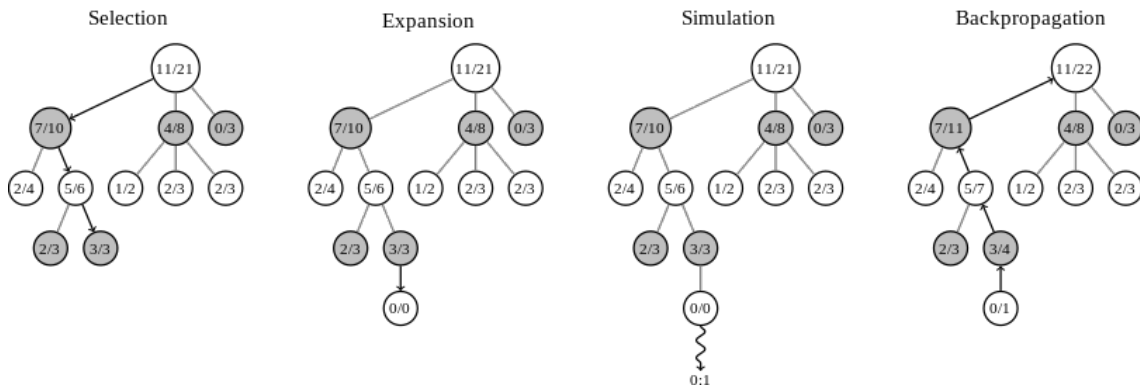 Selection Expansion Simulation Backpropagation
11/21 11/21 11/21 11/22
7/10 4/8 0/3 7/10 4/8 0/3 7/10 4/8 0/3 7/11 4/8 0/3
2/4 5/6 1/2 2/3 2/3 2/4 5/6 1/2 2/3 2/3 2/4 5/6 1/2 2/3 2/3 2/4 5/7 1/2 2/3 2/3
2/3 3/3 2/3 3/3 2/3 3/3 2/3 3/4
0/0 0/0 0/1
0:1